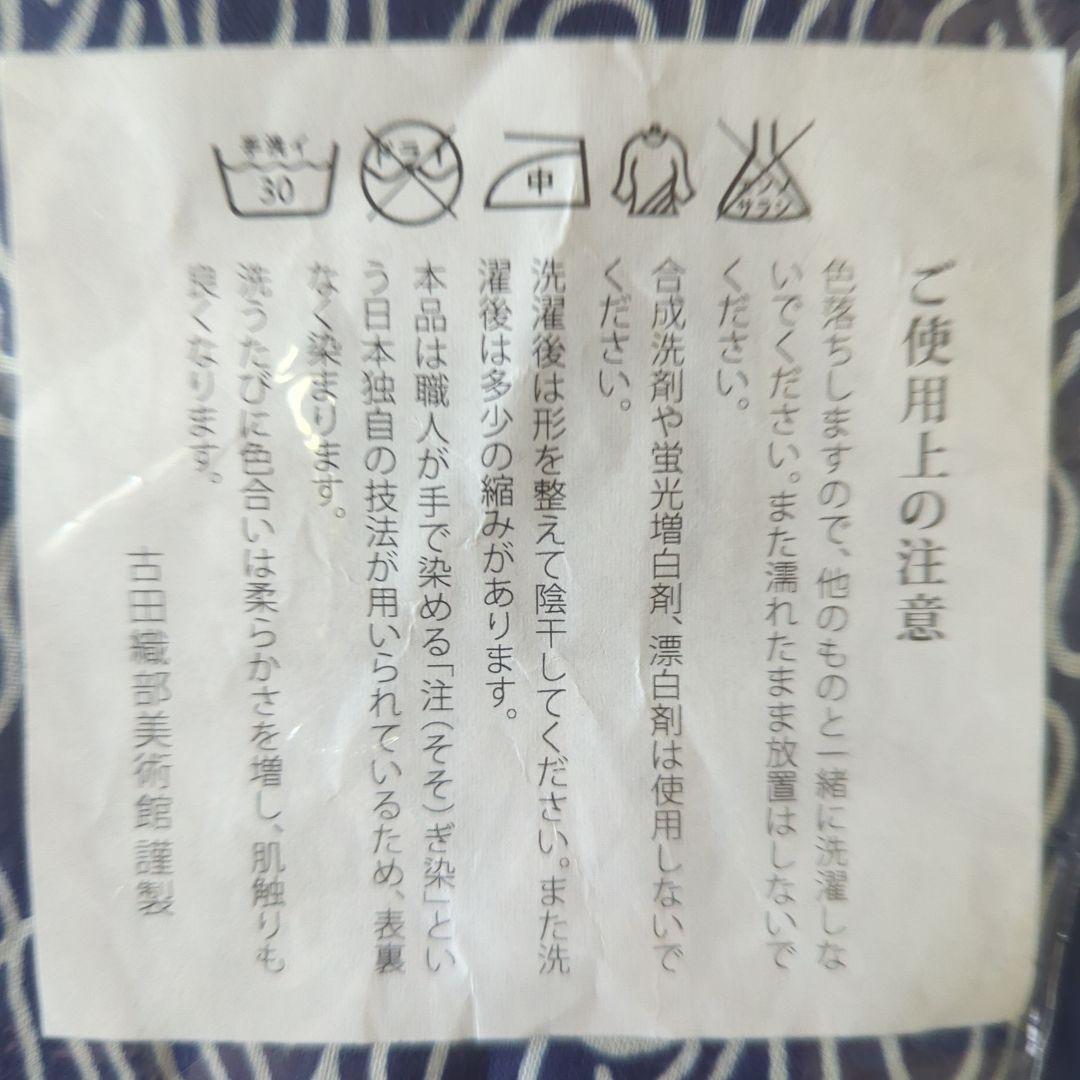 手洗イ
30
ドライ
中
エンソ
サラシ
ご使用上の注意
色落ちしますので、他のものと一緒に洗濯しな
いでください。また濡れたまま放置はしないで
ください。
合成洗剤や蛍光増白剤、漂白剤は使用しないで
ください。
洗濯後は形を整えて陰干してください。また洗
濯後は多少の縮みがあります。
本品は職人が手で染める「注（そそ）ぎ染」とい
う日本独自の技法が用いられているため、表裏
なく染まります。
洗うたびに色合いは柔らかさを増し、肌触りも
良くなります。
古田織部美術館謹製